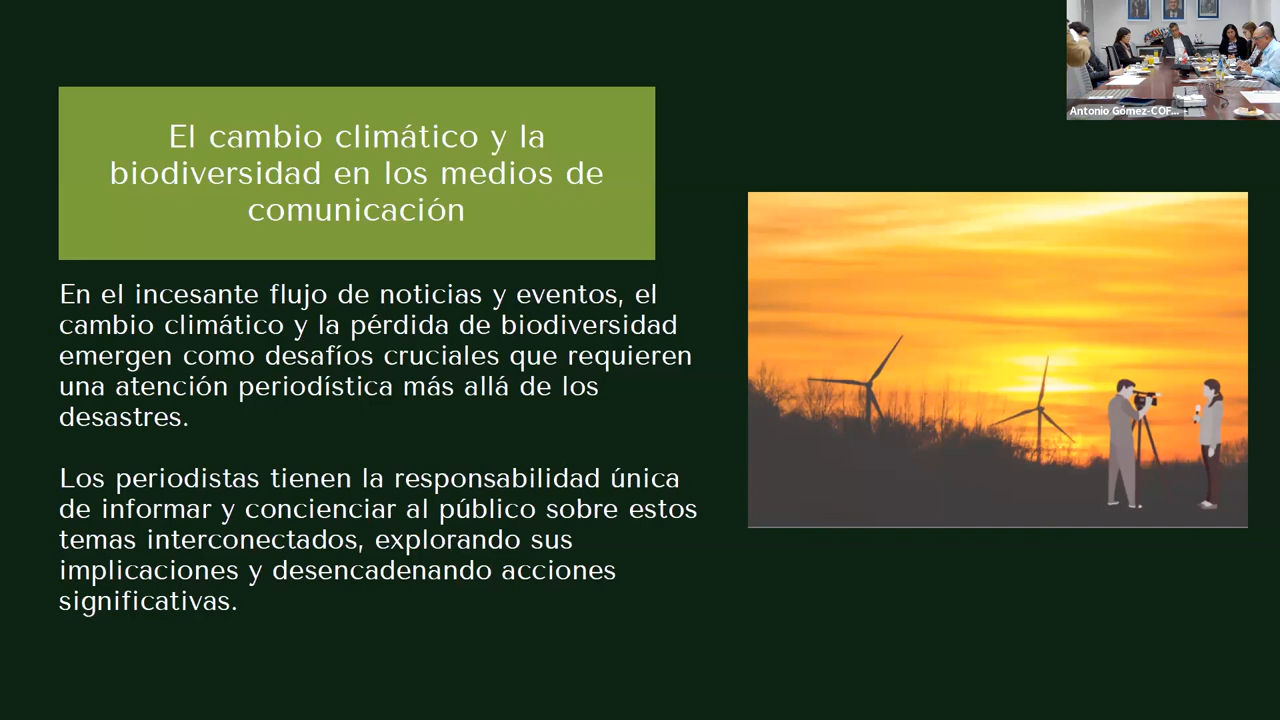 Antonio Gómez-COF...
El cambio climático y la
biodiversidad en los medios de
comunicación
En el incesante flujo de noticias y eventos, el
cambio climático y la pérdida de biodiversidad
emergen como desafíos cruciales que requieren
una atención periodística más allá de los
desastres.
Los periodistas tienen la responsabilidad única
de informar y concienciar al público sobre estos
temas interconectados, explorando sus
implicaciones y desencadenando acciones
significativas.